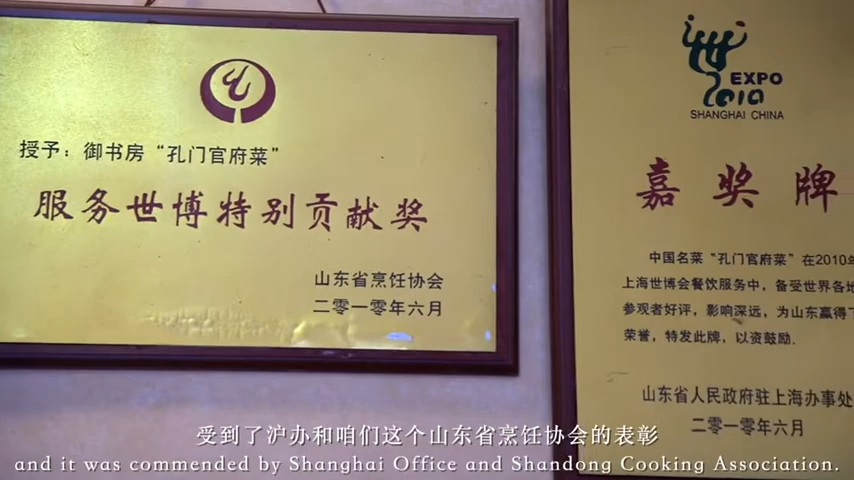 授予：御书房“孔门官府菜”
服务世博特别贡献奖
山东省烹饪协会
二零一零年六月
EXPO
2010
SHANGHAI CHINA
嘉奖牌
中国名菜“孔门官府菜”在2010年
上海世博会餐饮服务中，备受世界各地
参观者好评，影响深远，为山东赢得了
荣誉，特发此牌，以资鼓励.
山东省人民政府驻上海办事处
二零一零年六月
受到了沪办和咱们这个山东省烹饪协会的表彰
and it was commended by Shanghai Office and Shandong Cooking Association.